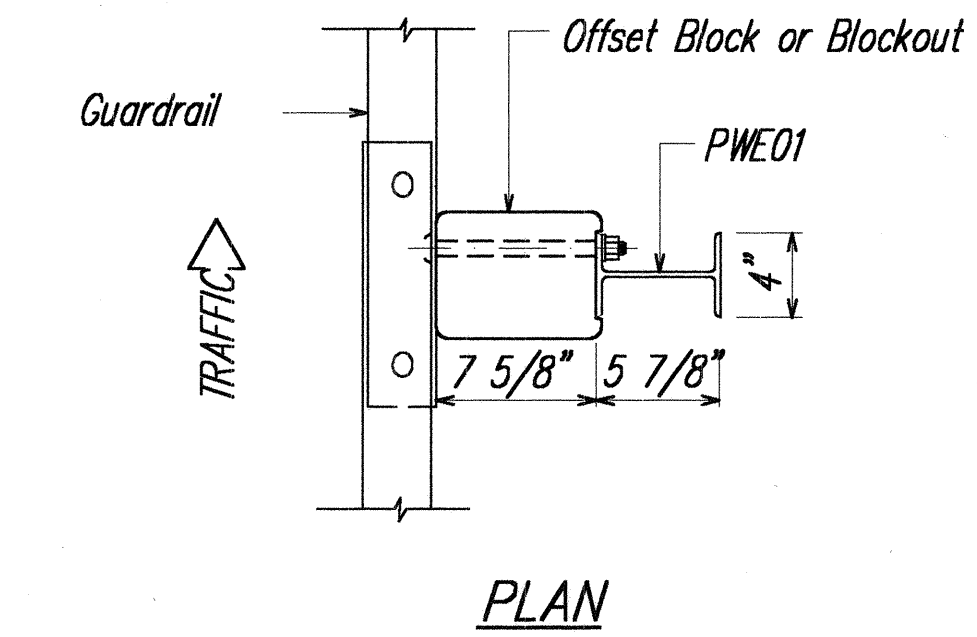 Offset Block or Blockout
Guardrail
PWE01
TRAFFIC
4"
7 5/8"
5 7/8"
PLAN